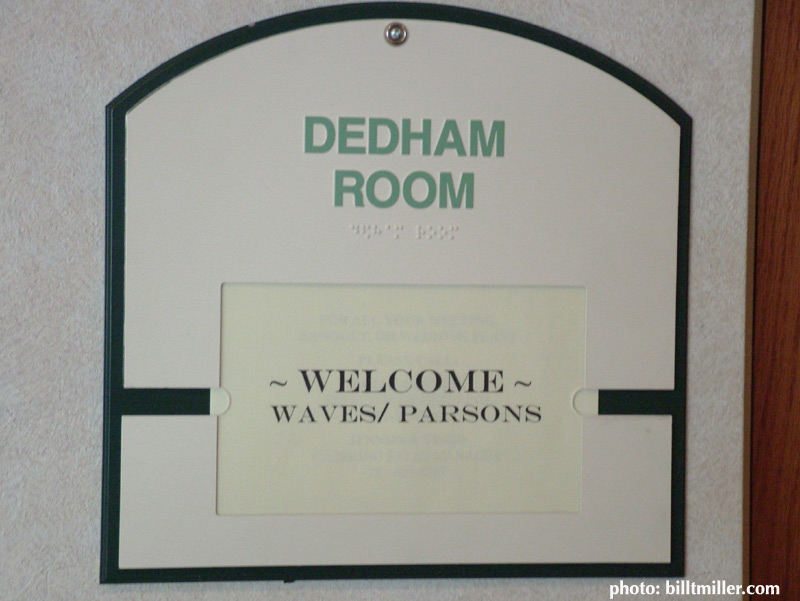 DEDHAM
ROOM
~ WELCOME ~
WAVES/ PARSONS
photo: billtmiller.com